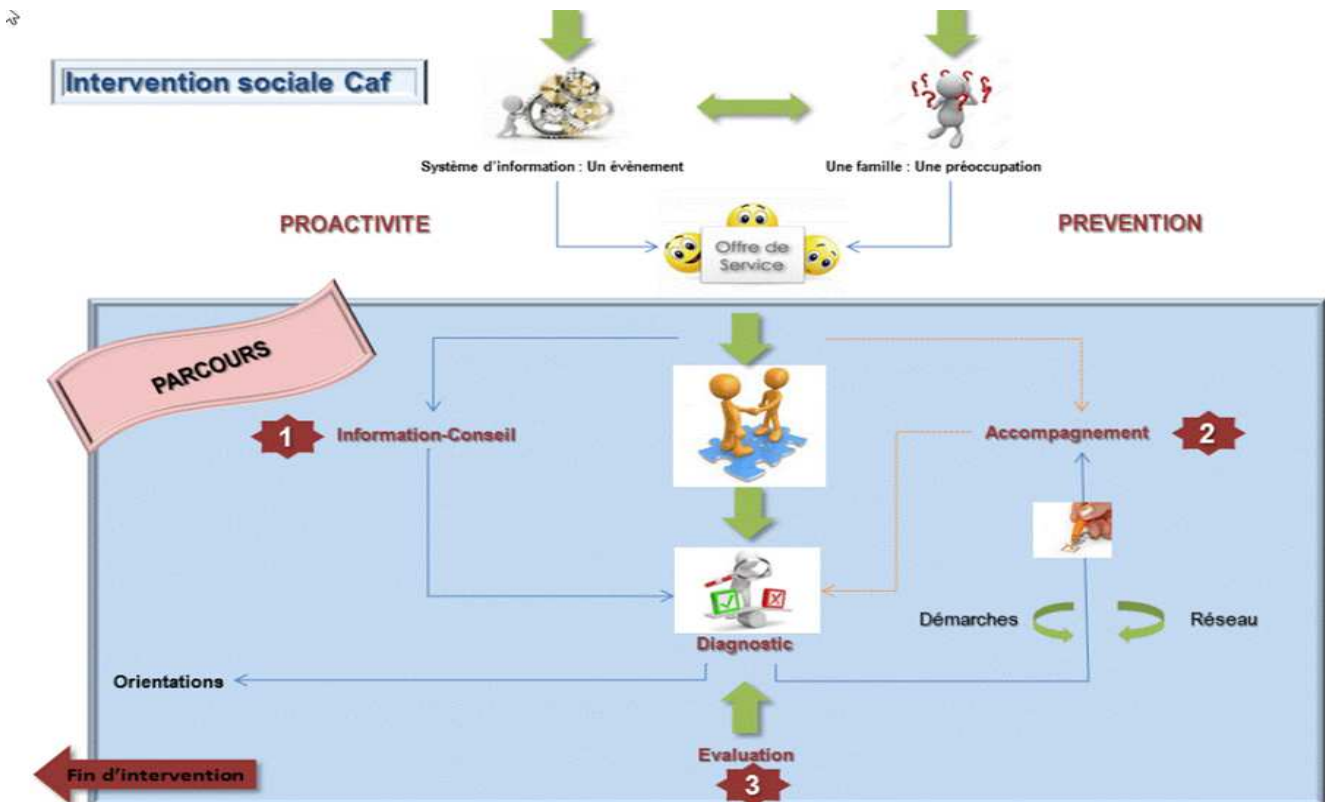 Intervention sociale Caf
Système d'information : Un évènement
Une famille : Une préoccupation
PROACTIVITE
PREVENTION
Offre de
Service
PARCOURS
1
Information-Conseil
Accompagnement
2
Démarches
Réseau
Diagnostic
Orientations
Evaluation
Fin d'intervention
3